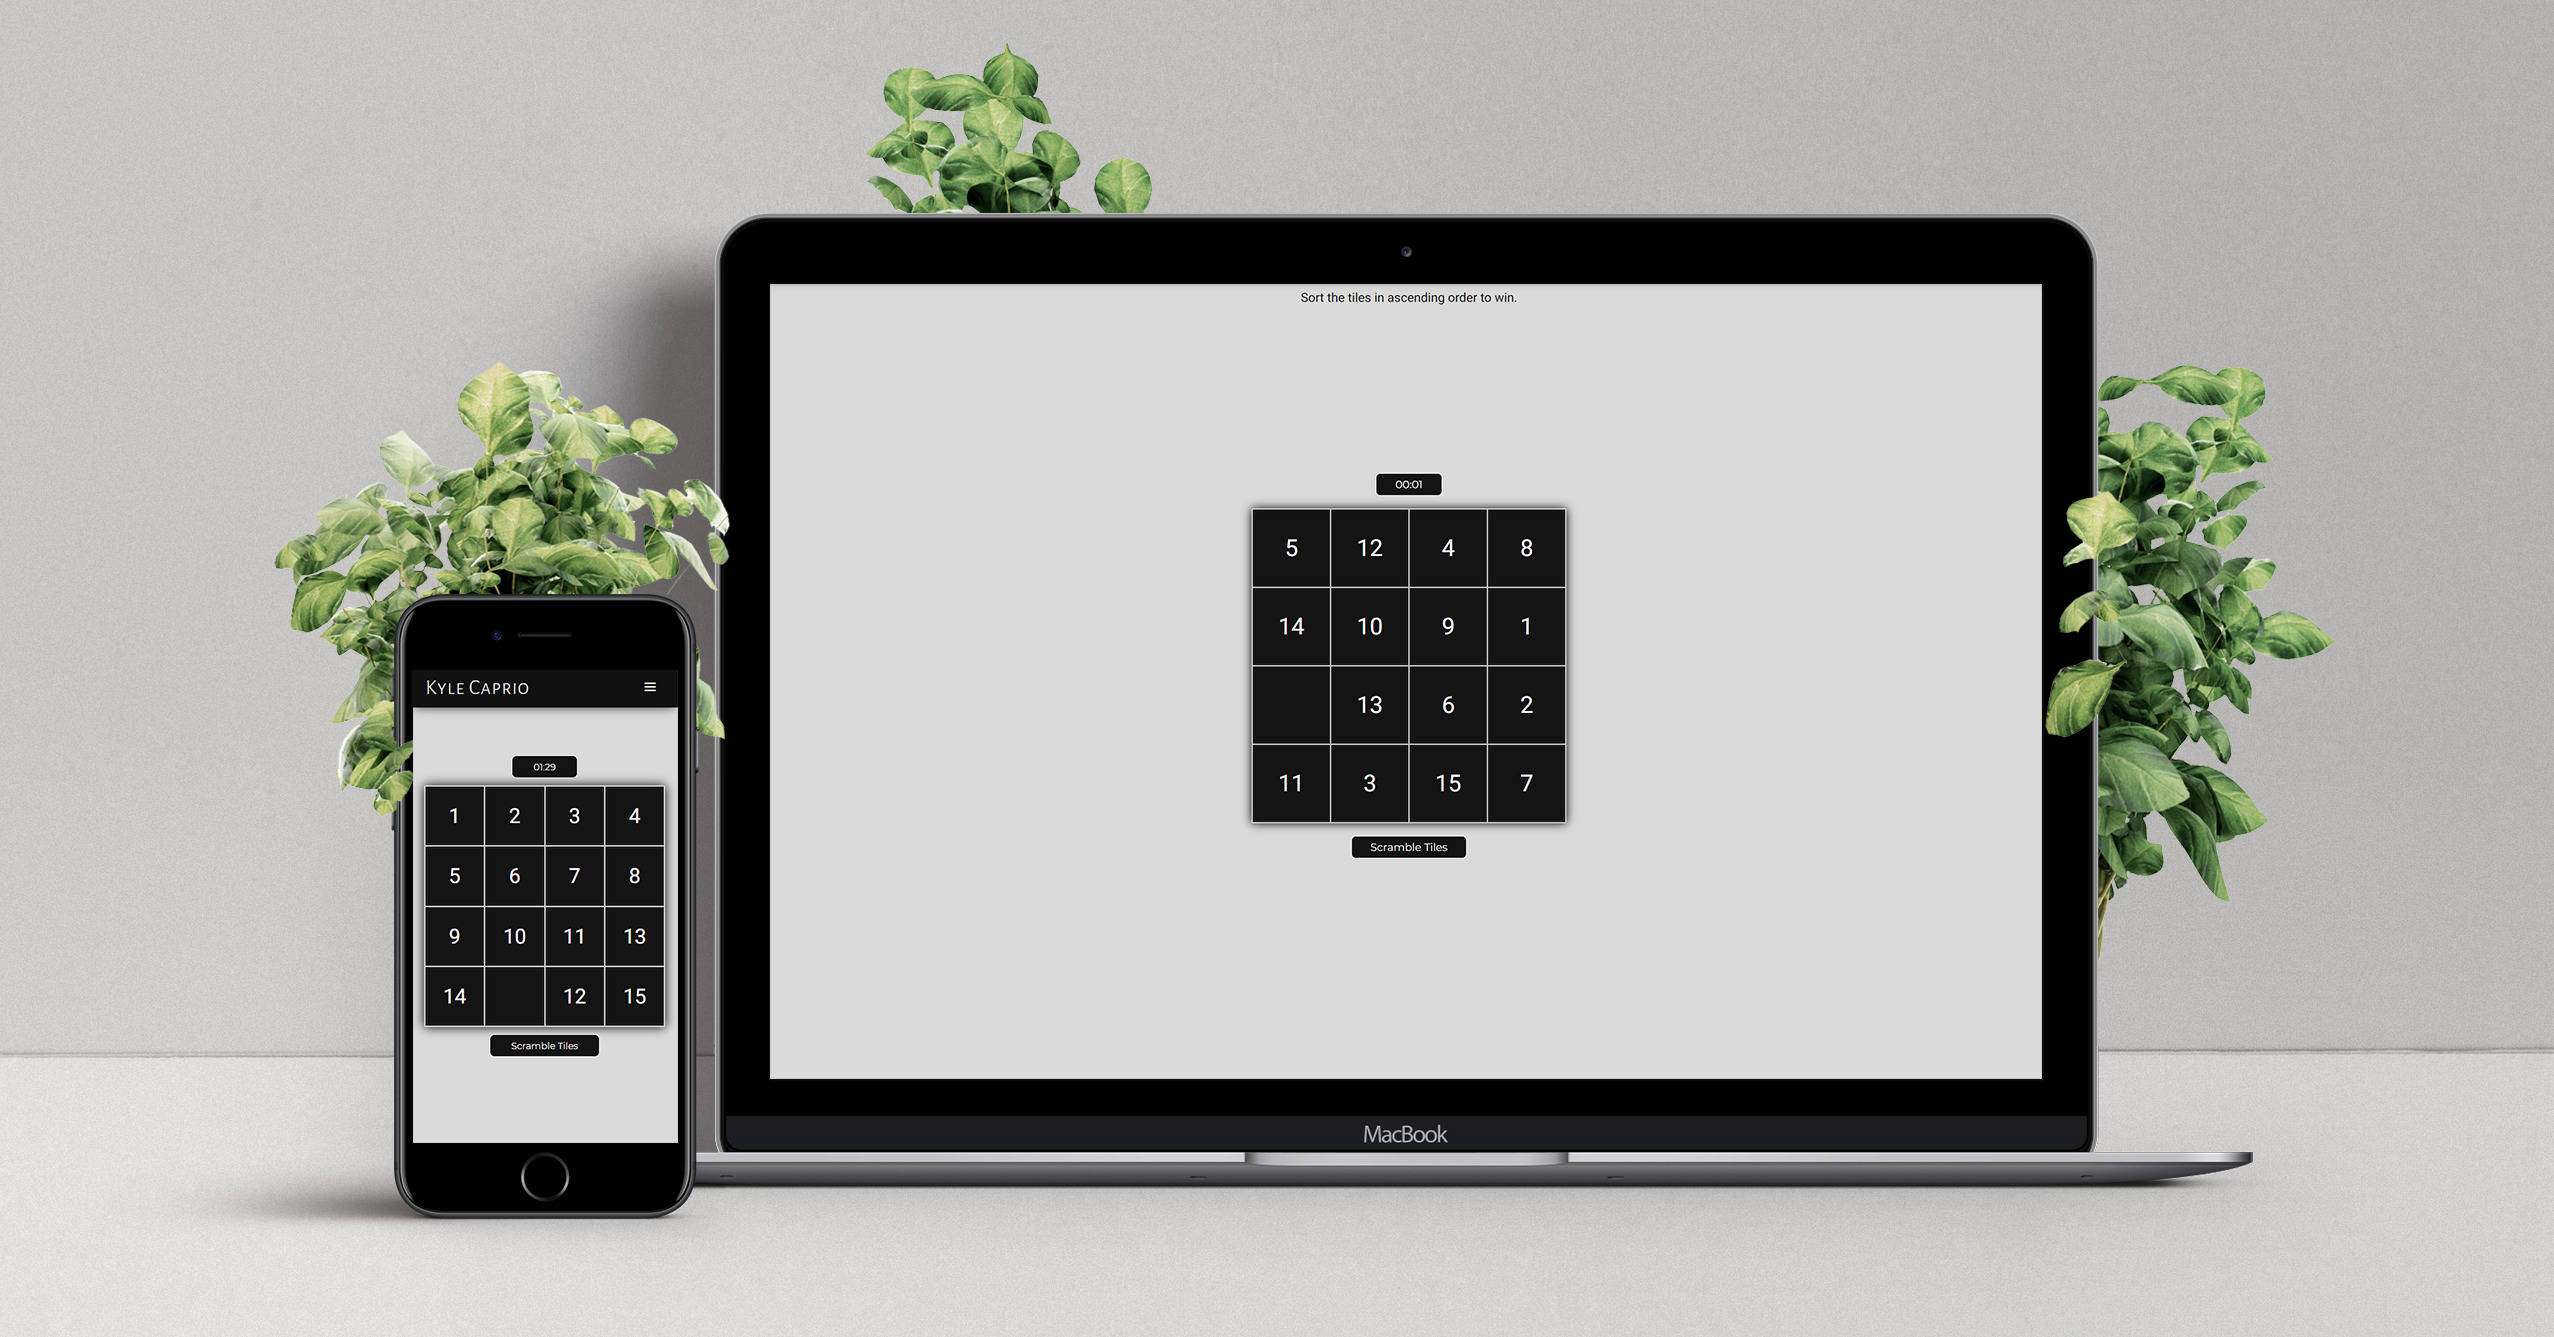 Sort the tiles in ascending order to win.
00:01
5 12 4 8
14 10 9 1
13 6 2
11 3 15 7
Scramble Tiles
MacBook
KYLE CAPRIO
01:29
1 2 3 4
5 6 7 8
9 10 11 13
14 12 15
Scramble Tiles